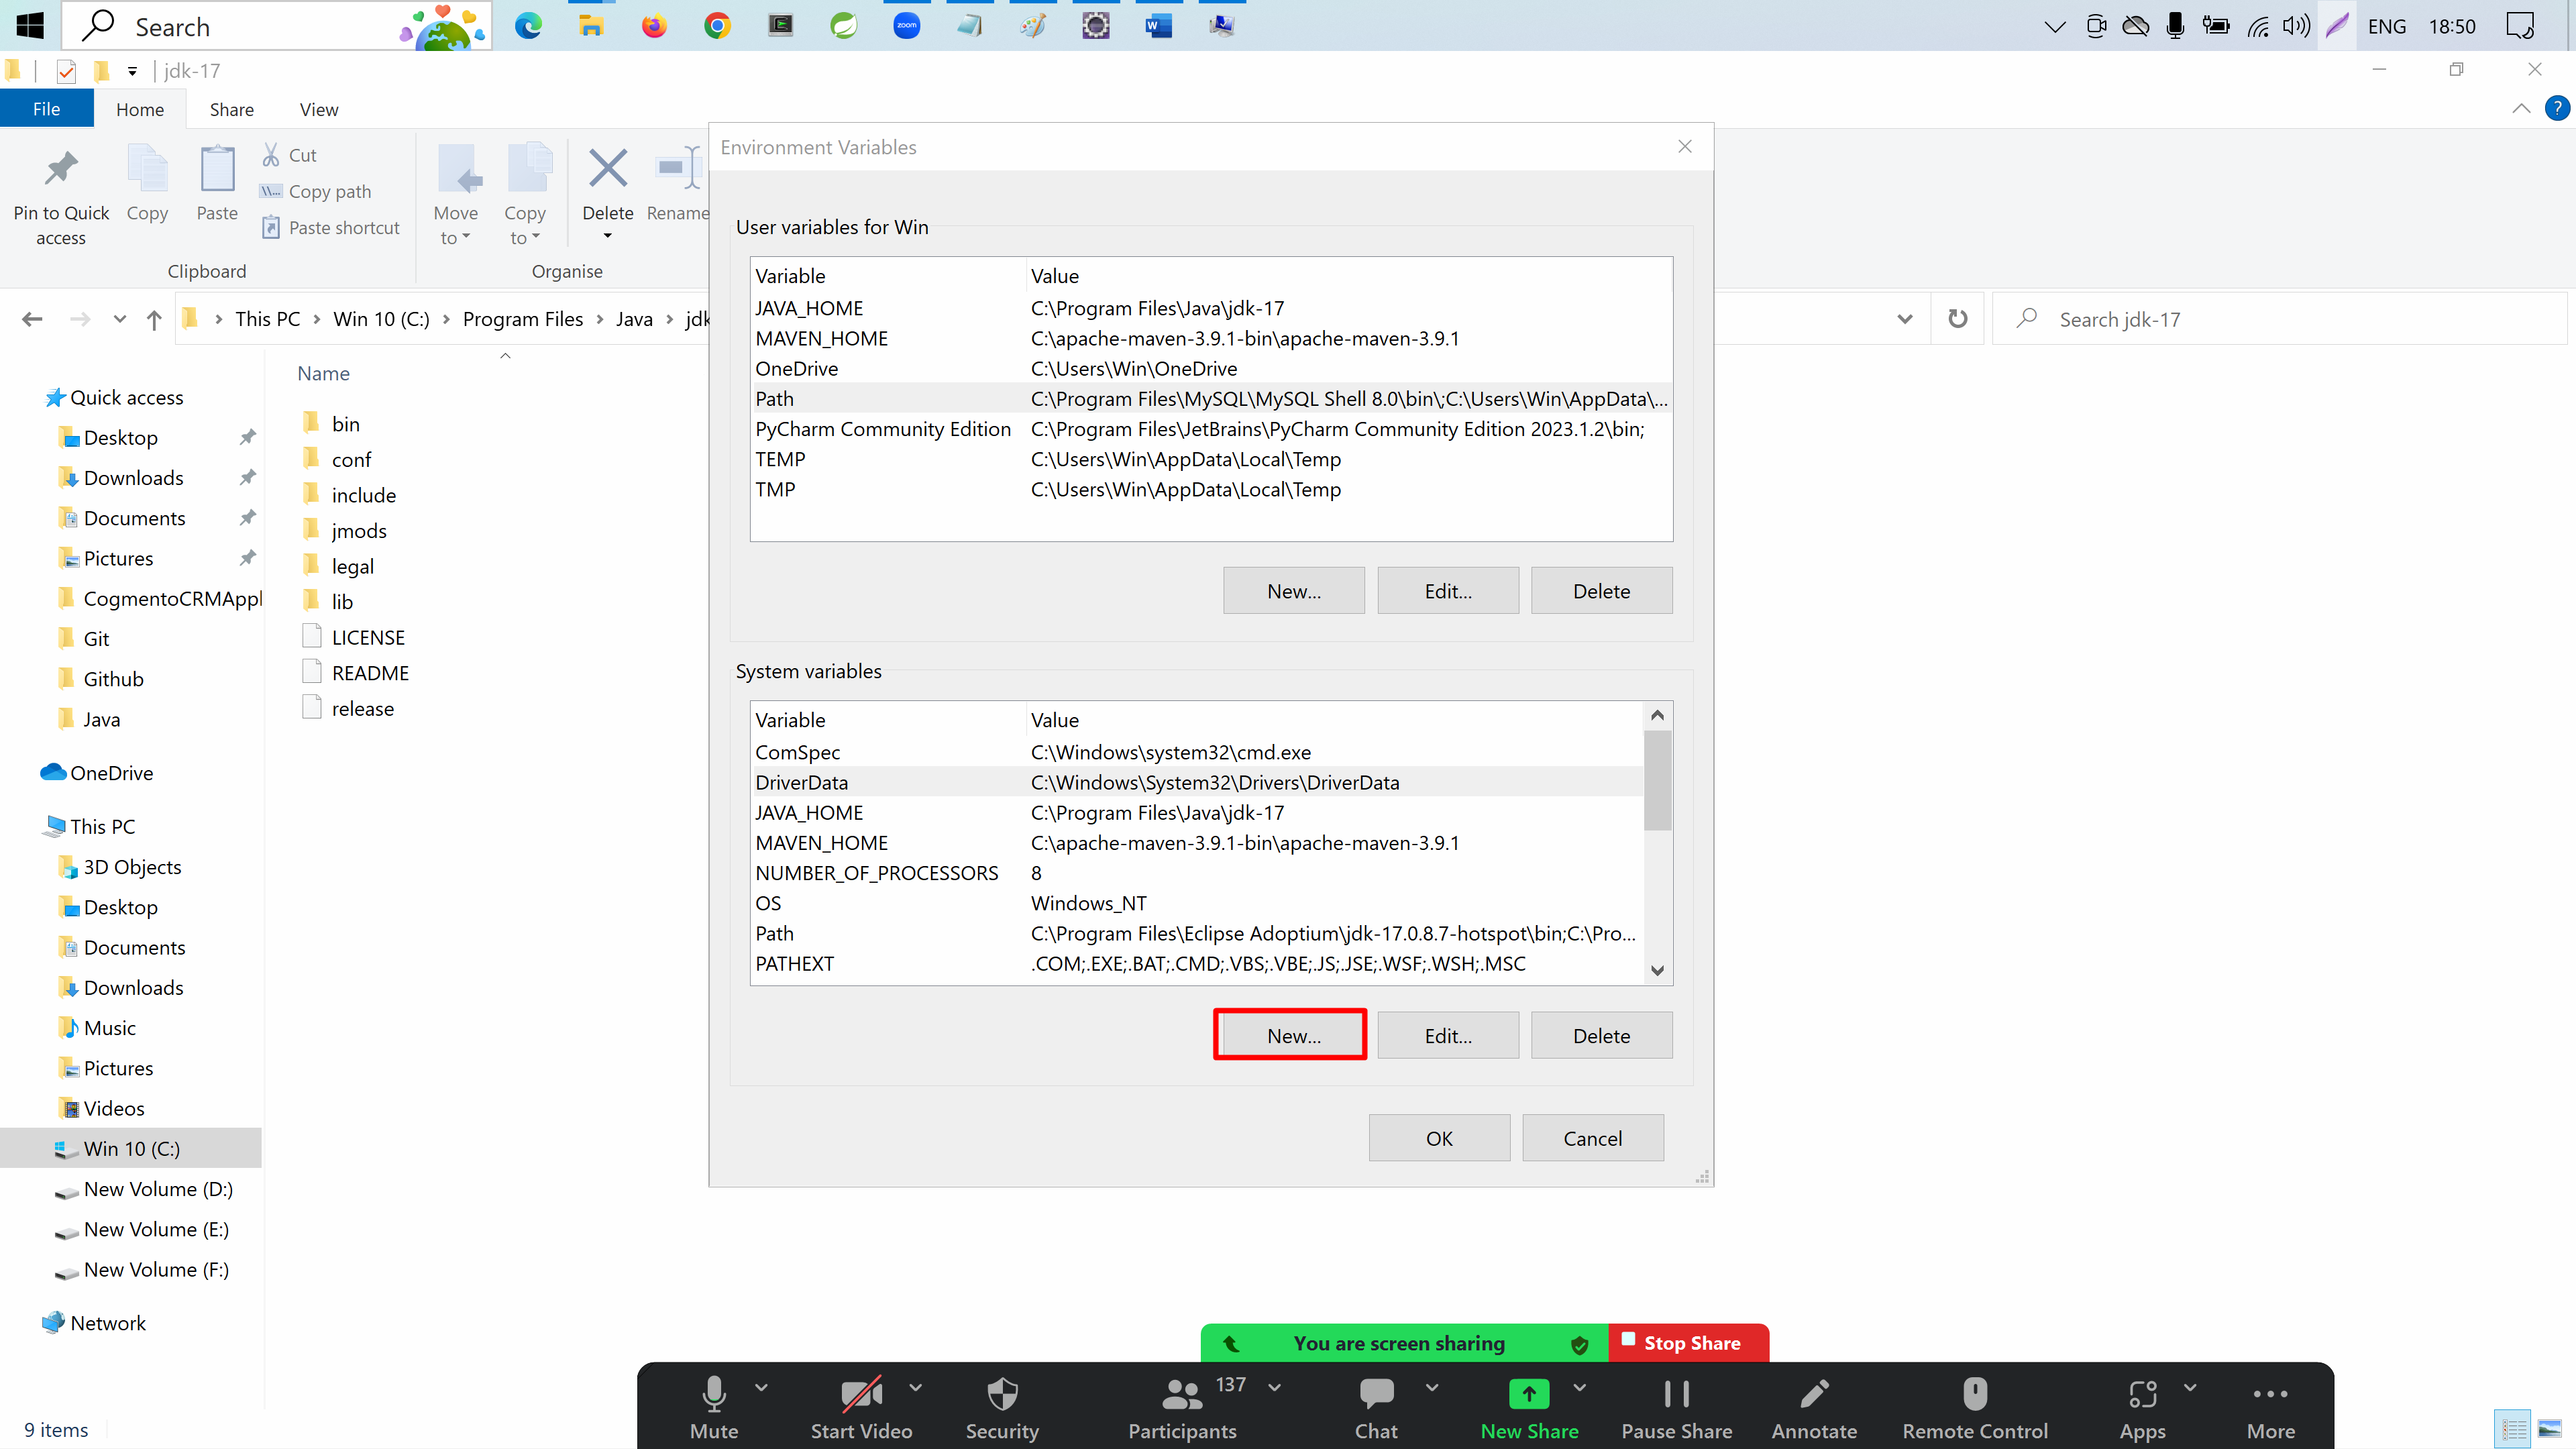 Search
zoom
ENG
18:50
jdk-17
File
Home
Share
View
Pin to Quick access
Copy
Paste
Cut
Copy path
Paste shortcut
Clipboard
Move to
Copy to
Delete
Rename
Organise
This PC > Win 10 (C:) > Program Files > Java > jdk
Search jdk-17
Quick access
Desktop
Downloads
Documents
Pictures
CogmentoCRMAppl
Git
Github
Java
OneDrive
This PC
3D Objects
Desktop
Documents
Downloads
Music
Pictures
Videos
Win 10 (C:)
New Volume (D:)
New Volume (E:)
New Volume (F:)
Network
9 items
Name
bin
conf
include
jmods
legal
lib
LICENSE
README
release
Environment Variables
User variables for Win
Variable Value
JAVA_HOME C:\Program Files\Java\jdk-17
MAVEN_HOME C:\apache-maven-3.9.1-bin\apache-maven-3.9.1
OneDrive C:\Users\Win\OneDrive
Path C:\Program Files\MySQL\MySQL Shell 8.0\bin\;C:\Users\Win\AppData\...
PyCharm Community Edition C:\Program Files\JetBrains\PyCharm Community Edition 2023.1.2\bin;
TEMP C:\Users\Win\AppData\Local\Temp
TMP C:\Users\Win\AppData\Local\Temp
New... Edit... Delete
System variables
Variable Value
ComSpec C:\Windows\system32\cmd.exe
DriverData C:\Windows\System32\Drivers\DriverData
JAVA_HOME C:\Program Files\Java\jdk-17
MAVEN_HOME C:\apache-maven-3.9.1-bin\apache-maven-3.9.1
NUMBER_OF_PROCESSORS 8
OS Windows_NT
Path C:\Program Files\Eclipse Adoptium\jdk-17.0.8.7-hotspot\bin;C:\Pro...
PATHEXT .COM;.EXE;.BAT;.CMD;.VBS;.VBE;.JS;.JSE;.WSF;.WSH;.MSC
New... Edit... Delete
OK Cancel
You are screen sharing
Stop Share
Mute
Start Video
Security
Participants 137
Chat
New Share
Pause Share
Annotate
Remote Control
Apps
More